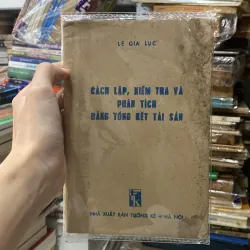 LÊ GIA LỤC
CÁCH LẬP, KIỂM TRA VÀ
PHÂN TÍCH
BẢNG TỔNG KẾT TÀI SẢN
NHÀ XUẤT BẢN THỐNG KÊ HÀ NỘI